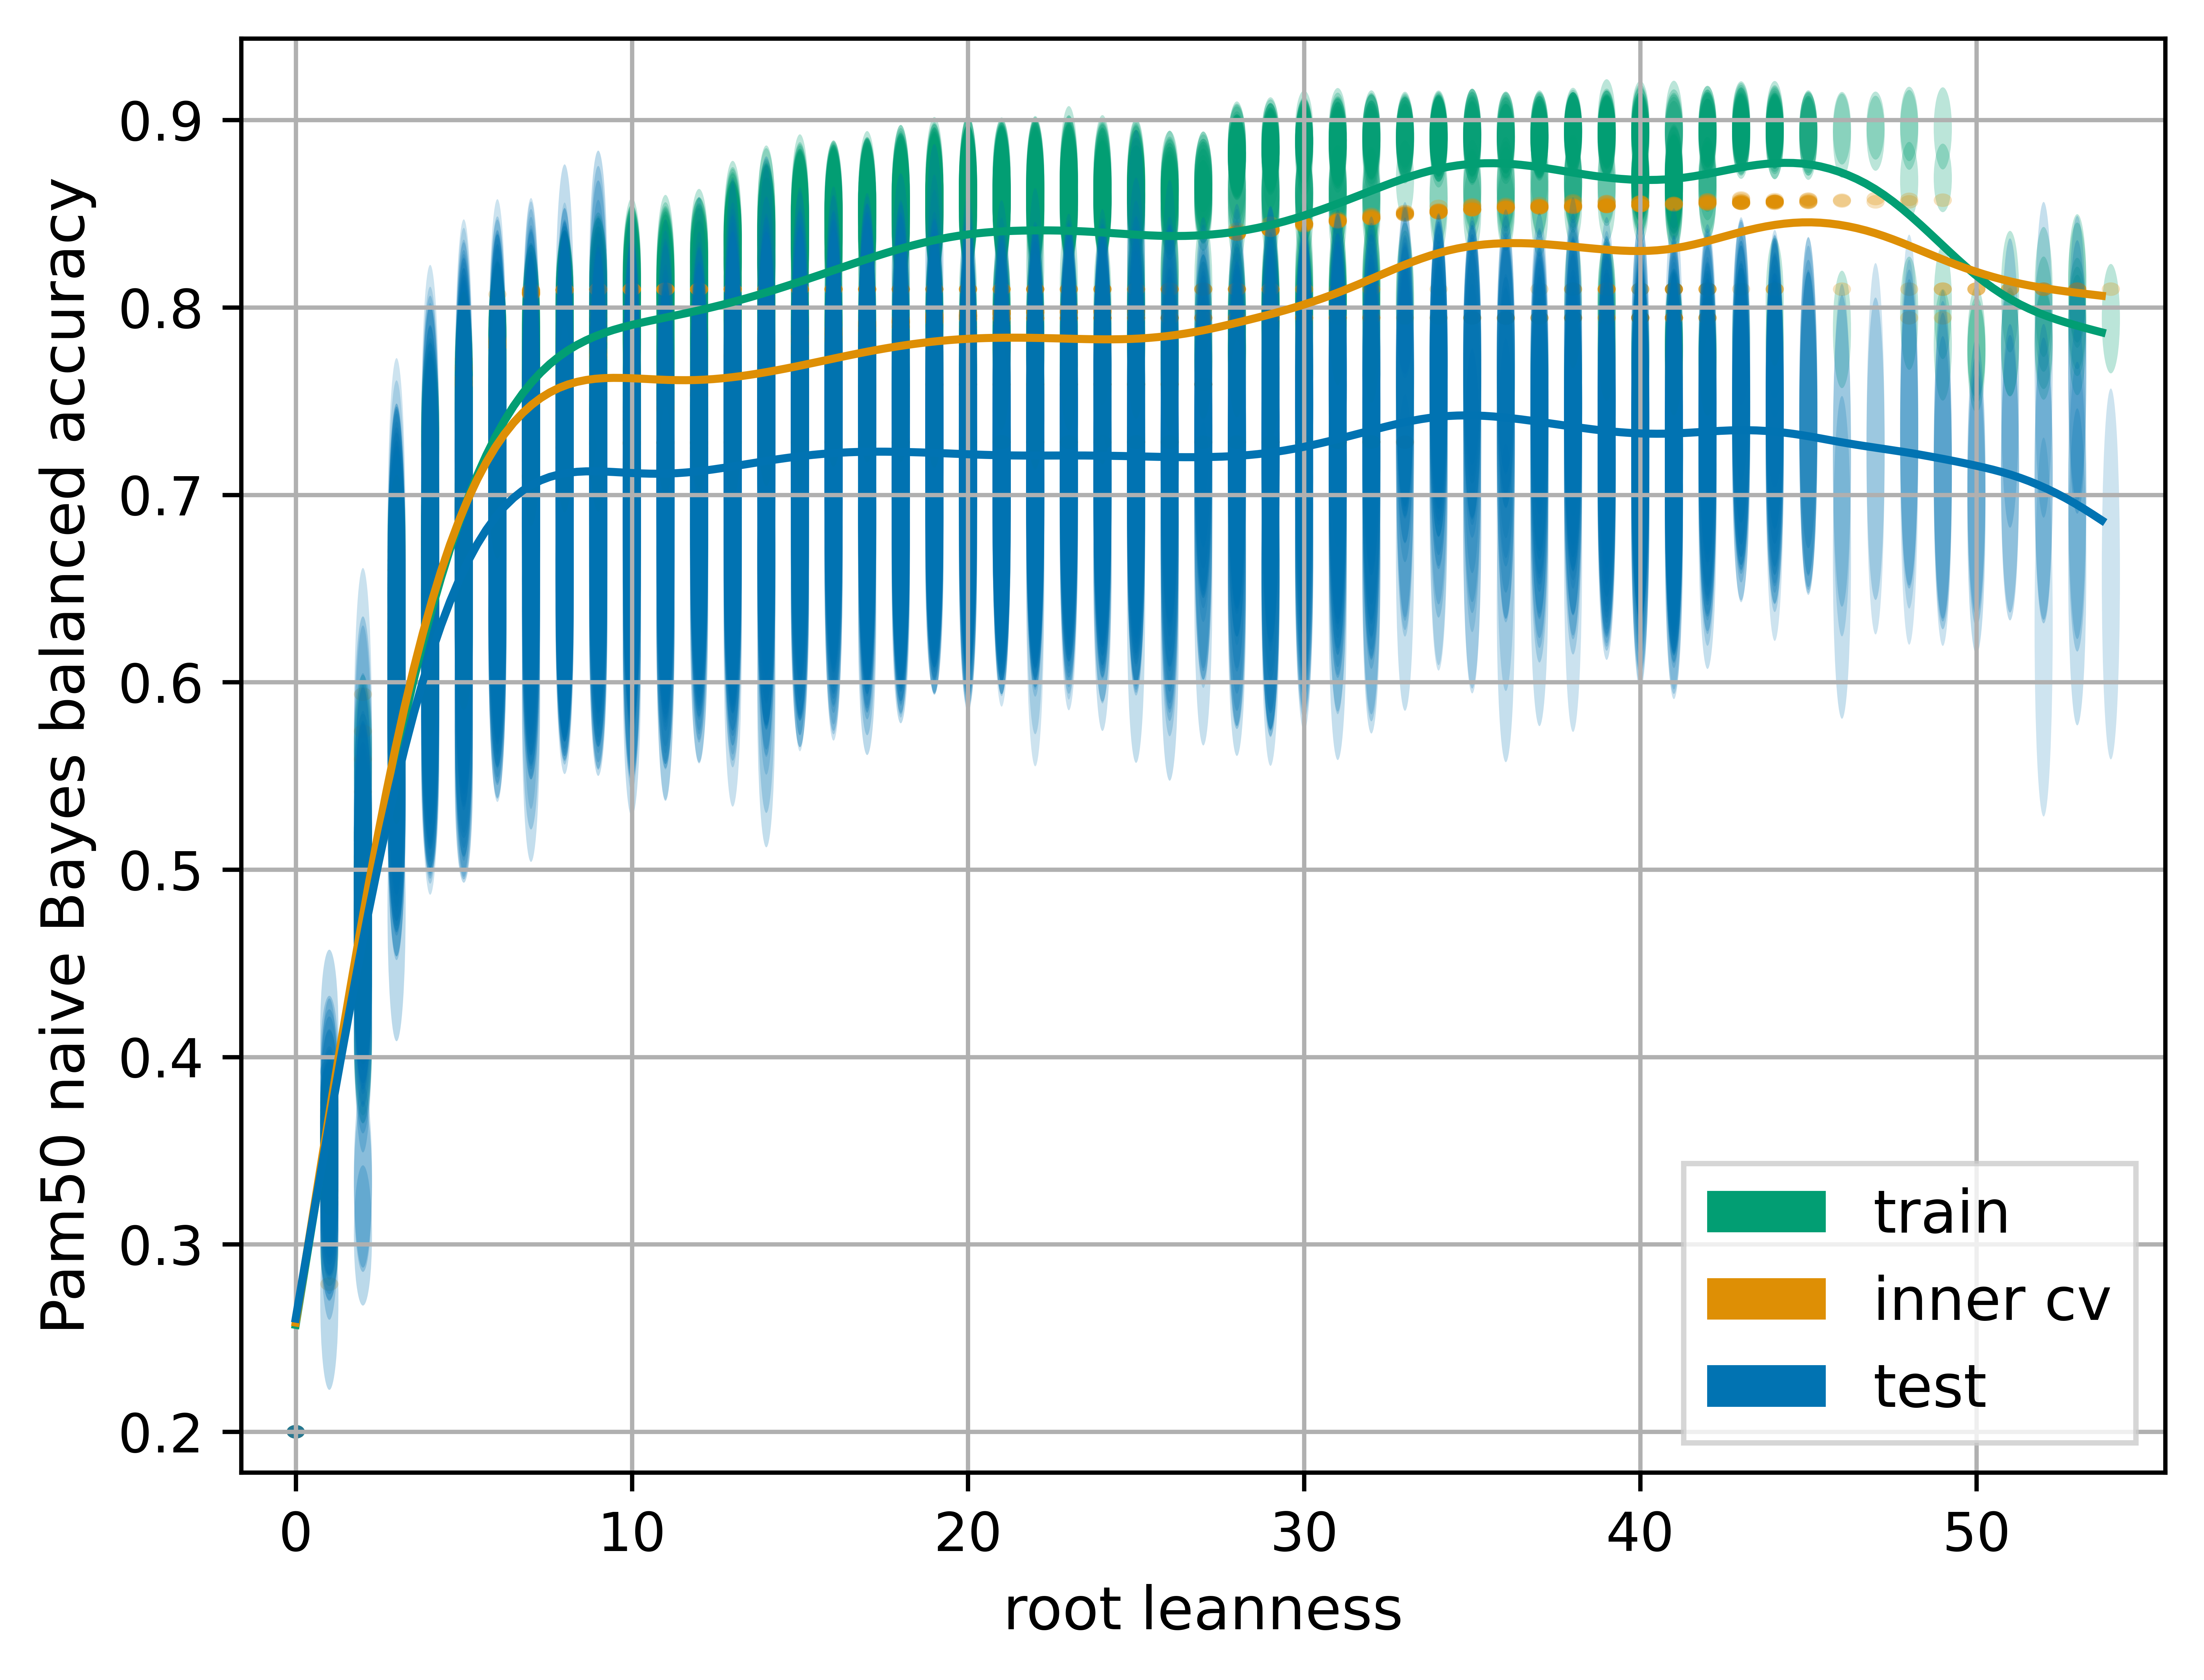 Pam50 naive Bayes balanced accuracy
0.9
0.8
0.7
0.6
0.5
0.4
0.3
0.2
0 10 20 30 40 50
root leanness
train
inner cv
test